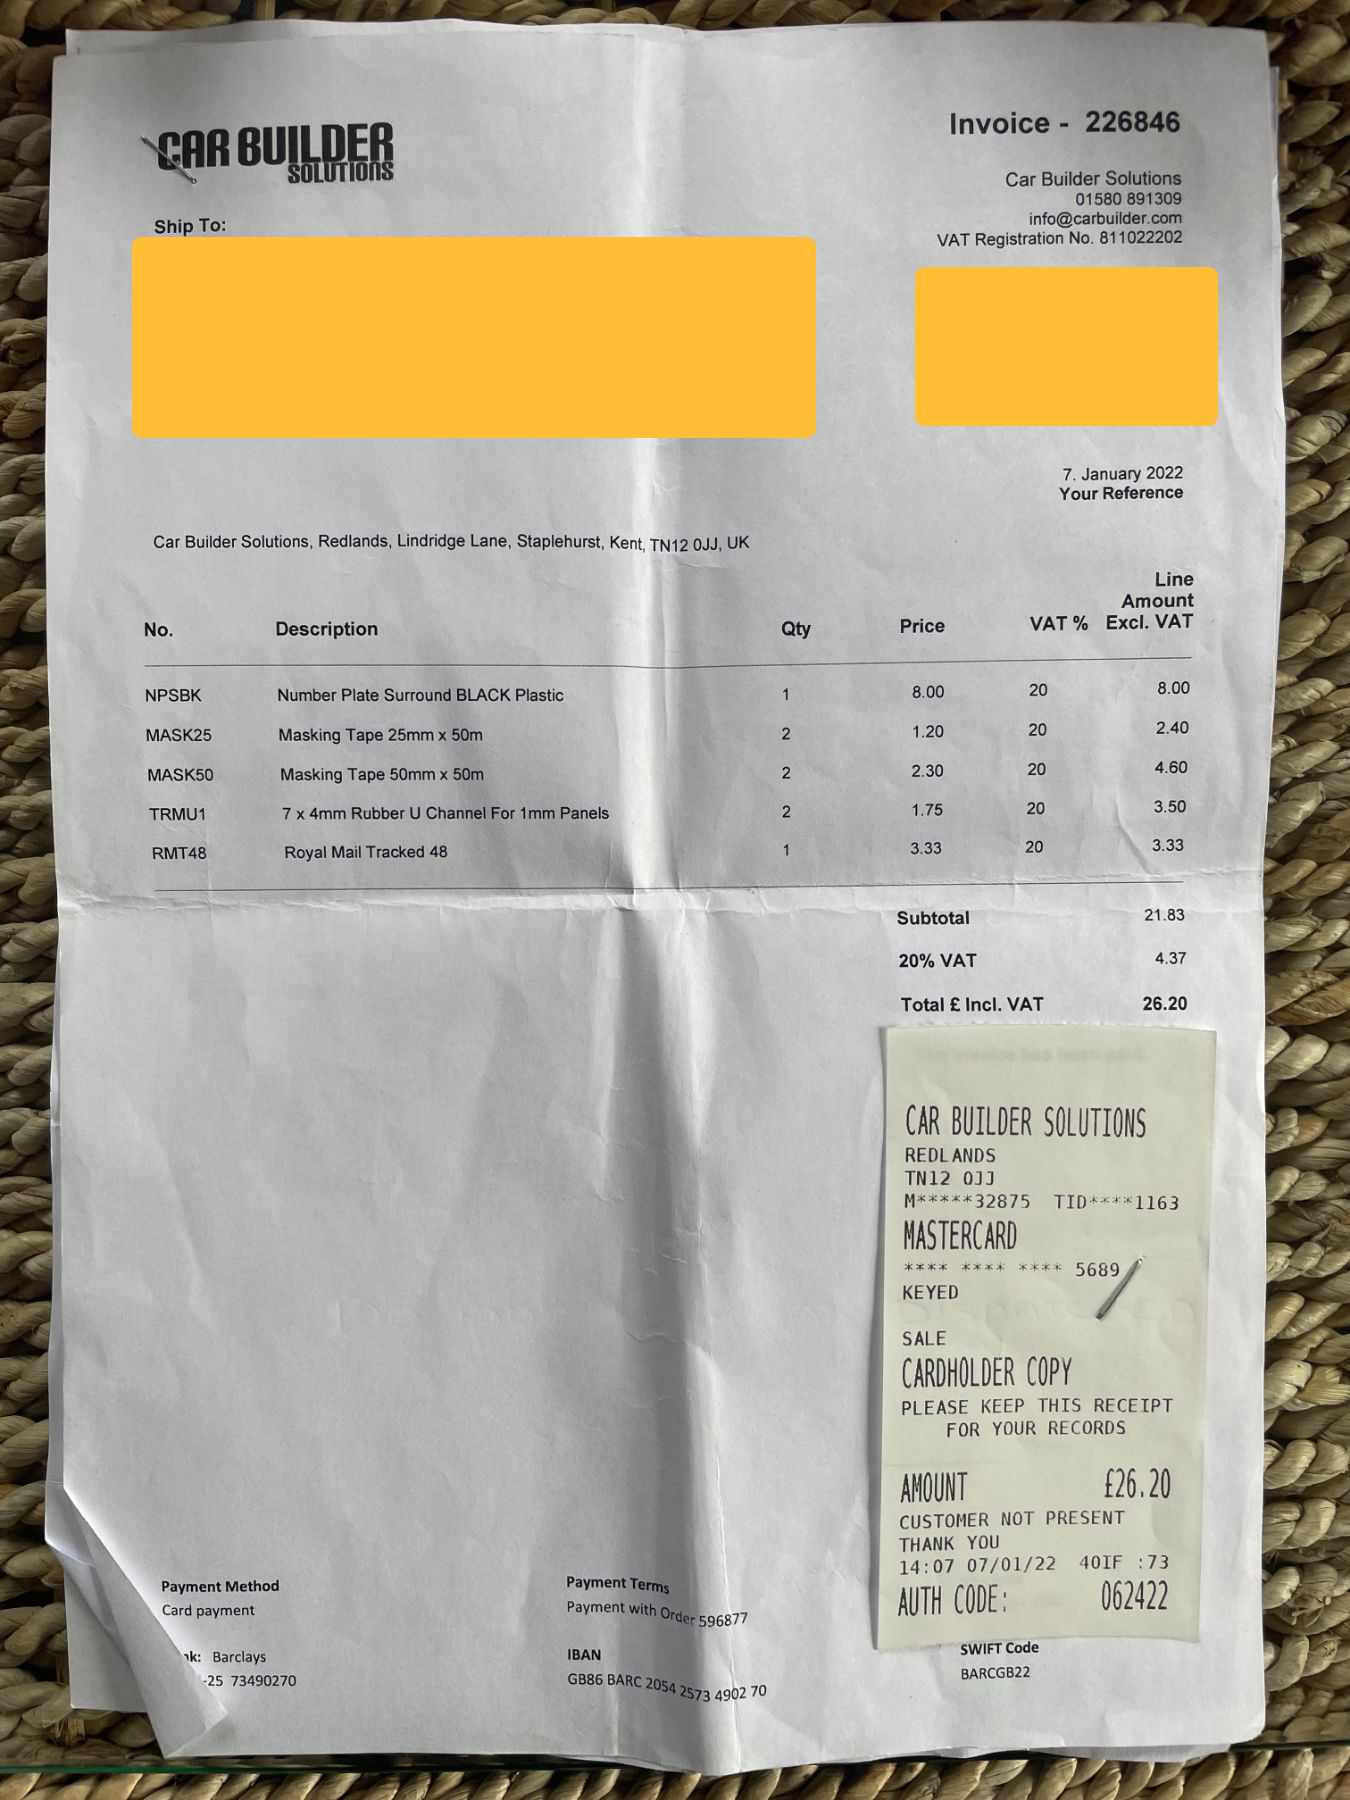 CAR BUILDER
SOLUTIONS
Invoice - 226846
Car Builder Solutions
01580 891309
info@carbuilder.com
VAT Registration No. 811022202
Ship To:
7. January 2022
Your Reference
Car Builder Solutions, Redlands, Lindridge Lane, Staplehurst, Kent, TN12 0JJ, UK
No. Description Qty Price VAT % Line Amount Excl. VAT
NPSBK Number Plate Surround BLACK Plastic 1 8.00 20 8.00
MASK25 Masking Tape 25mm x 50m 2 1.20 20 2.40
MASK50 Masking Tape 50mm x 50m 2 2.30 20 4.60
TRMU1 7 x 4mm Rubber U Channel For 1mm Panels 2 1.75 20 3.50
RMT48 Royal Mail Tracked 48 1 3.33 20 3.33
Subtotal 21.83
20% VAT 4.37
Total £ Incl. VAT 26.20
The invoice has been paid.
CAR BUILDER SOLUTIONS
REDLANDS
TN12 0JJ
M*****32875 TID****1163
MASTERCARD
**** **** **** 5689
KEYED
SALE
CARDHOLDER COPY
PLEASE KEEP THIS RECEIPT
FOR YOUR RECORDS
AMOUNT £26.20
CUSTOMER NOT PRESENT
THANK YOU
14:07 07/01/22 40IF :73
AUTH CODE: 062422
Payment Method
Card payment
Payment Terms
Payment with Order 596877
Barclays
-25 73490270
IBAN
GB86 BARC 2054 2573 4902 70
SWIFT Code
BARCGB22